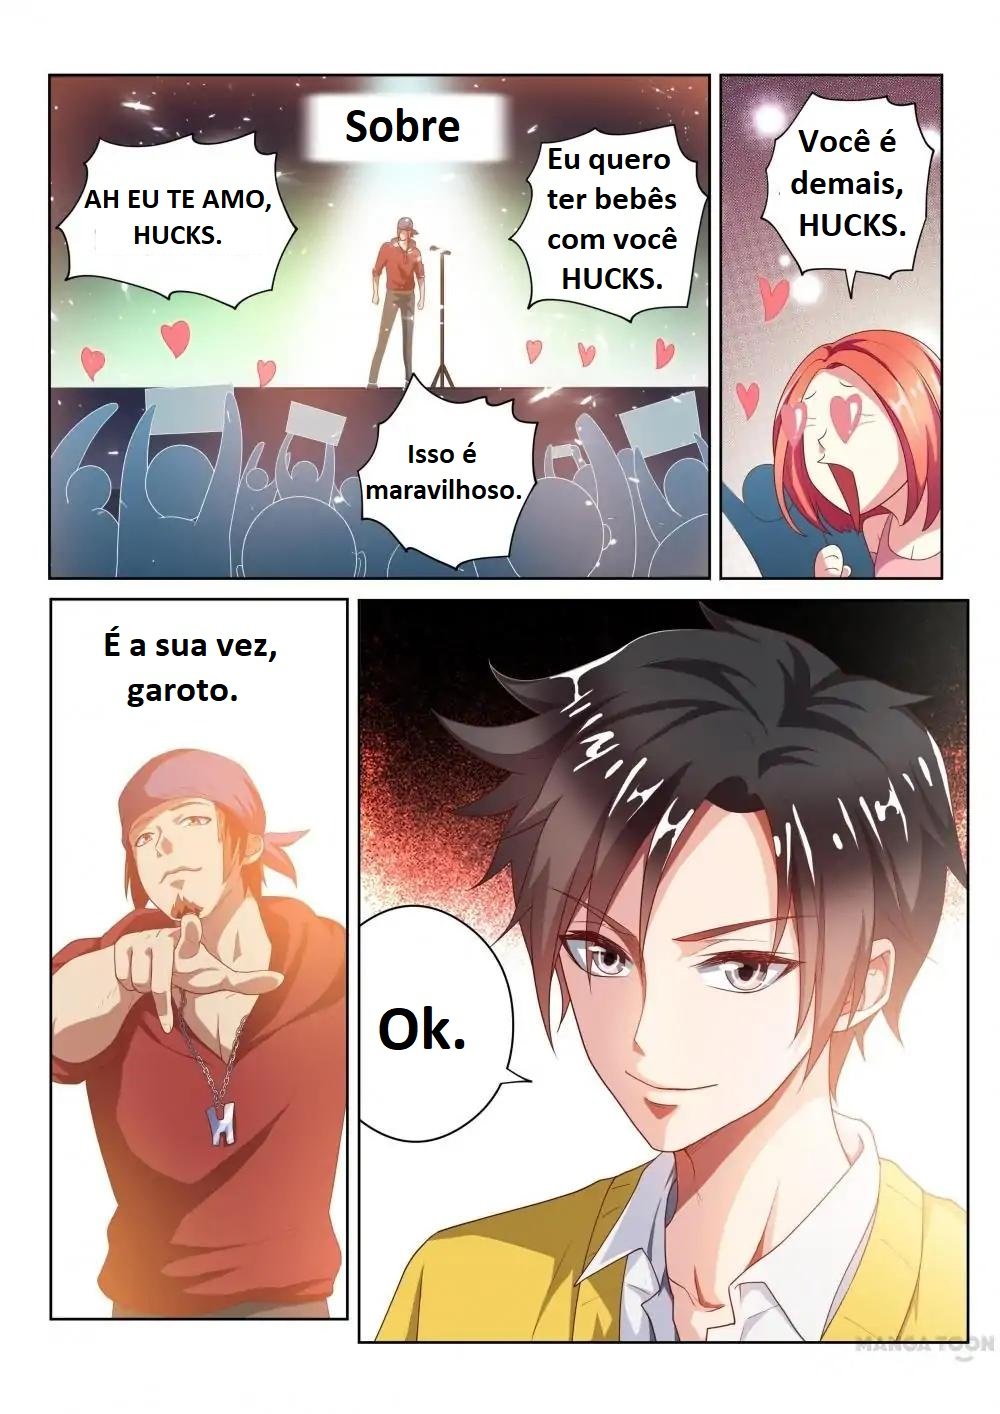 Sobre
AH EU TE AMO,
HUCKS.
Eu quero
ter bebês
com você
HUCKS.
Isso é
maravilhoso.
Você é
demais,
HUCKS.
É a sua vez,
garoto.
H
Ok.
MANGA TOON